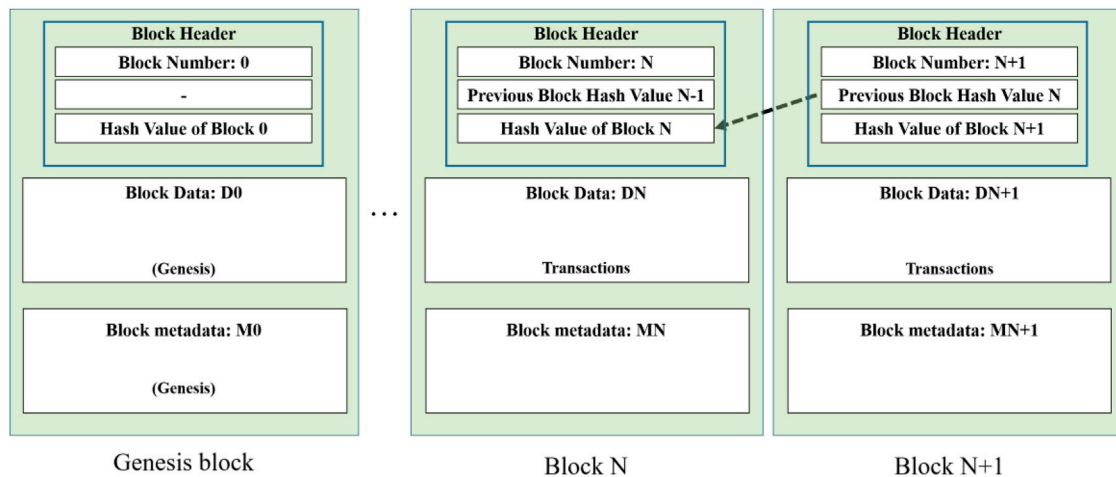 Block Header
Block Number: 0
-
Hash Value of Block 0
Block Data: D0
(Genesis)
Block metadata: M0
(Genesis)
Genesis block
...
Block Header
Block Number: N
Previous Block Hash Value N-1
Hash Value of Block N
Block Data: DN
Transactions
Block metadata: MN
Block N
Block Header
Block Number: N+1
Previous Block Hash Value N
Hash Value of Block N+1
Block Data: DN+1
Transactions
Block metadata: MN+1
Block N+1